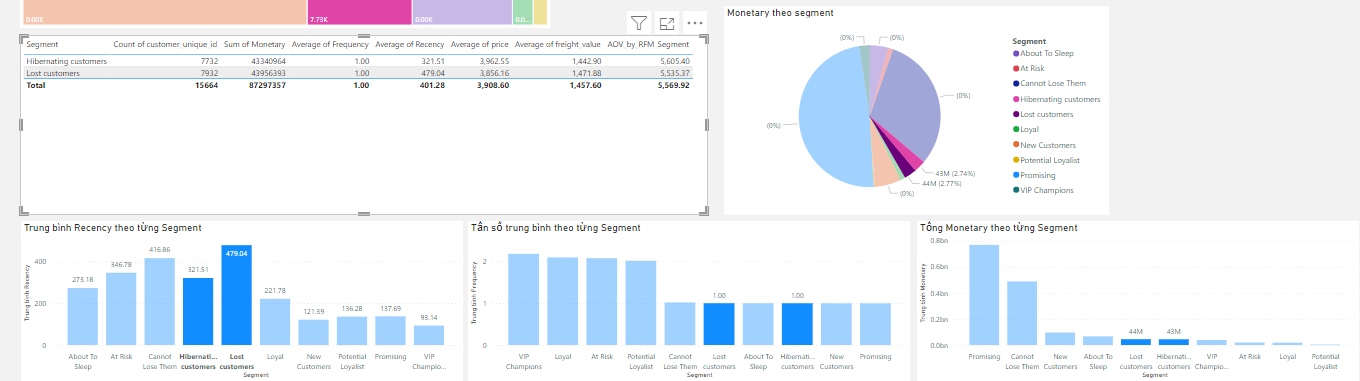 0.00K
7.73K
0.00K
0.0...
Segment Count of customer_unique_id Sum of Monetary Average of Frequency Average of Recency Average of price Average of freight_value AOV_by_RFM_Segment
Hibernating customers 7732 43340964 1.00 321.51 3,962.55 1,442.90 5,605.40
Lost customers 7932 43956393 1.00 479.04 3,856.16 1,471.88 5,535.37
Total 15664 87297357 1.00 401.28 3,908.60 1,457.60 5,569.92
Monetary theo segment
(0%)
(0%)
(0%)
(0%)
43M (2.74%)
44M (2.77%)
(0%)
Segment
About To Sleep
At Risk
Cannot Lose Them
Hibernating customers
Lost customers
Loyal
New Customers
Potential Loyalist
Promising
VIP Champions
Trung bình Recency theo từng Segment
Trung bình Recency
400
200
0
273.18
346.78
416.86
321.51
479.04
221.78
121.39
136.28
137.69
93.14
About To Sleep
At Risk
Cannot Lose Them
Hibernati... customers
Lost customers
Loyal
New Customers
Potential Loyalist
Promising
VIP Champio...
Segment
Tần số trung bình theo từng Segment
Trung bình Frequency
2
1
0
1.00
1.00
VIP Champions
Loyal
At Risk
Potential Loyalist
Cannot Lose Them
Lost customers
About To Sleep
Hibernati... customers
New Customers
Promising
Segment
Tổng Monetary theo từng Segment
Trung bình Monetary
0.8bn
0.6bn
0.4bn
0.2bn
0.0bn
44M
43M
Promising
Cannot Lose Them
New Customers
About To Sleep
Lost customers
Hibernati... customers
VIP Champio...
At Risk
Loyal
Potential Loyalist
Segment